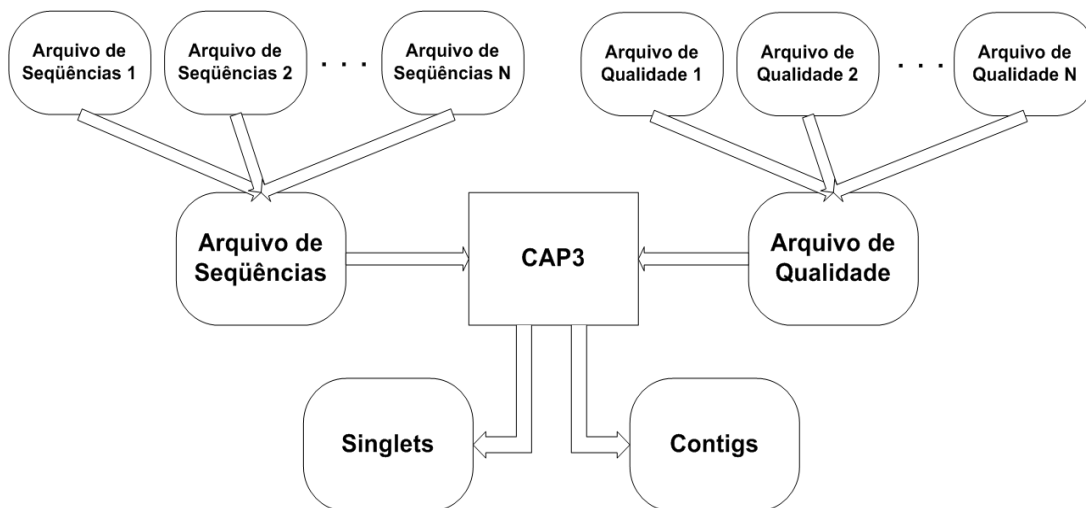 Arquivo de
Seqüências 1
Arquivo de
Seqüências 2
. . .
Arquivo de
Seqüências N
Arquivo de
Qualidade 1
Arquivo de
Qualidade 2
. . .
Arquivo de
Qualidade N
Arquivo de
Seqüências
CAP3
Arquivo de
Qualidade
Singlets
Contigs